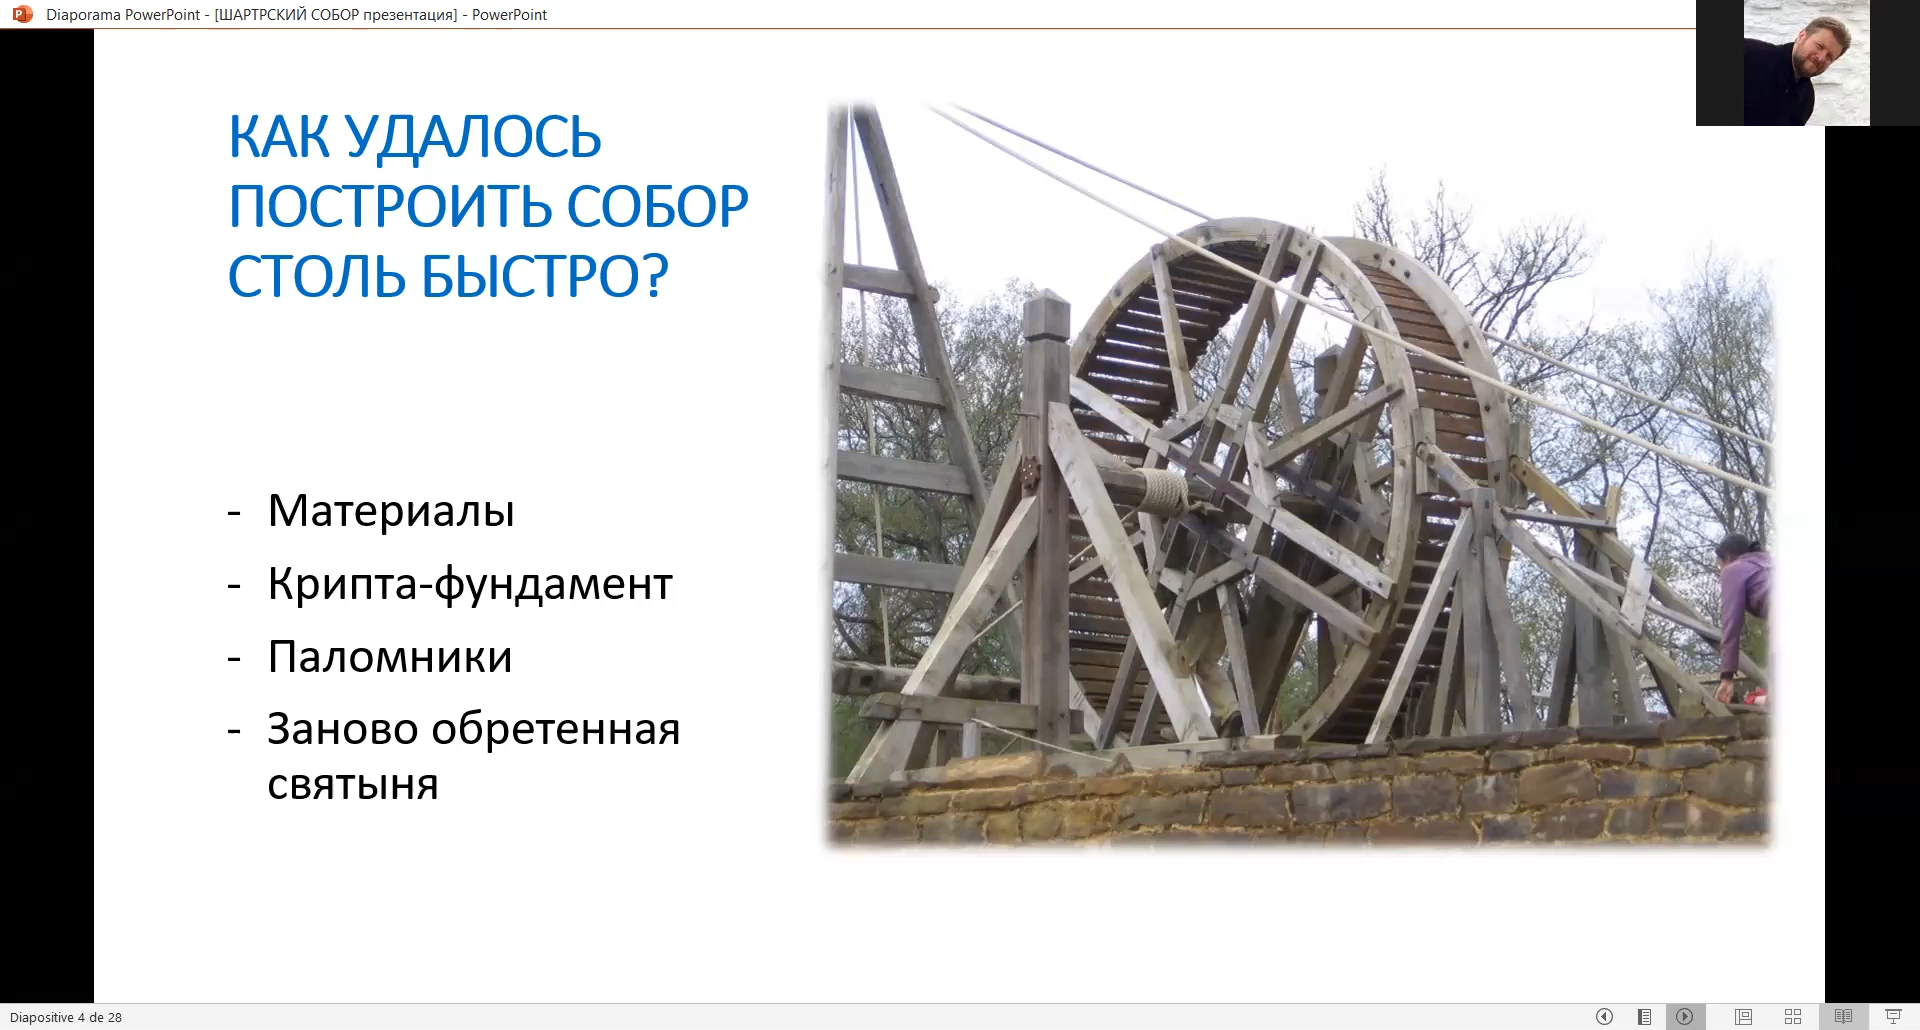 Diaporama PowerPoint - [ШАРТРСКИЙ СОБОР презентация] - PowerPoint
КАК УДАЛОСЬ
ПОСТРОИТЬ СОБОР
СТОЛЬ БЫСТРО?
- Материалы
- Крипта-фундамент
- Паломники
- Заново обретенная
святыня
Diapositive 4 de 28